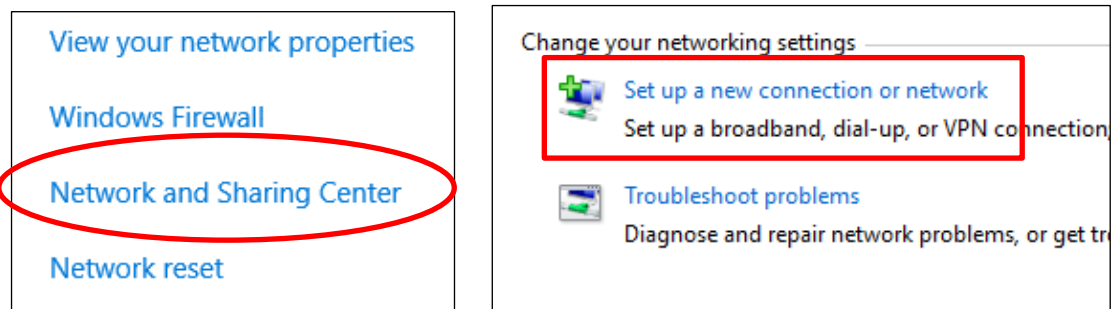 View your network properties
Windows Firewall
Network and Sharing Center
Network reset
Change your networking settings
Set up a new connection or network
Set up a broadband, dial-up, or VPN connection,
Troubleshoot problems
Diagnose and repair network problems, or get